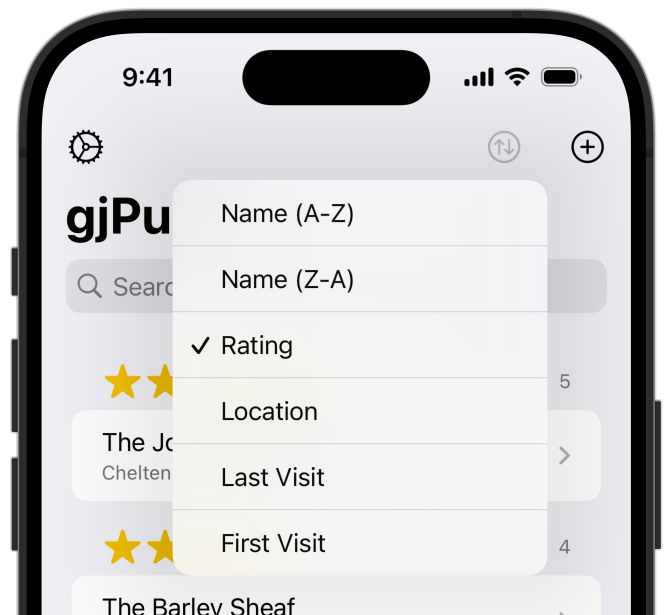 9:41
gjPu
Searc
Name (A-Z)
Name (Z-A)
Rating
Location
Last Visit
First Visit
5
The Jo
Chelten
4
The Barley Sheaf